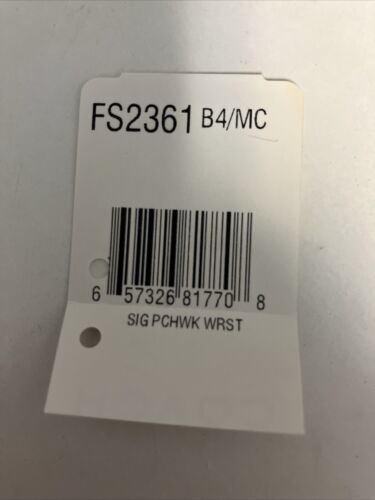 FS2361 B4/MC
6 57326 81770 8
SIG PCHWK WRST